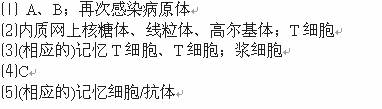 (1) A、B；再次感染病原体
(2)内质网上核糖体、线粒体、高尔基体；T细胞
(3)(相应的)记忆T细胞、T细胞；浆细胞
(4)C
(5)(相应的)记忆细胞/抗体